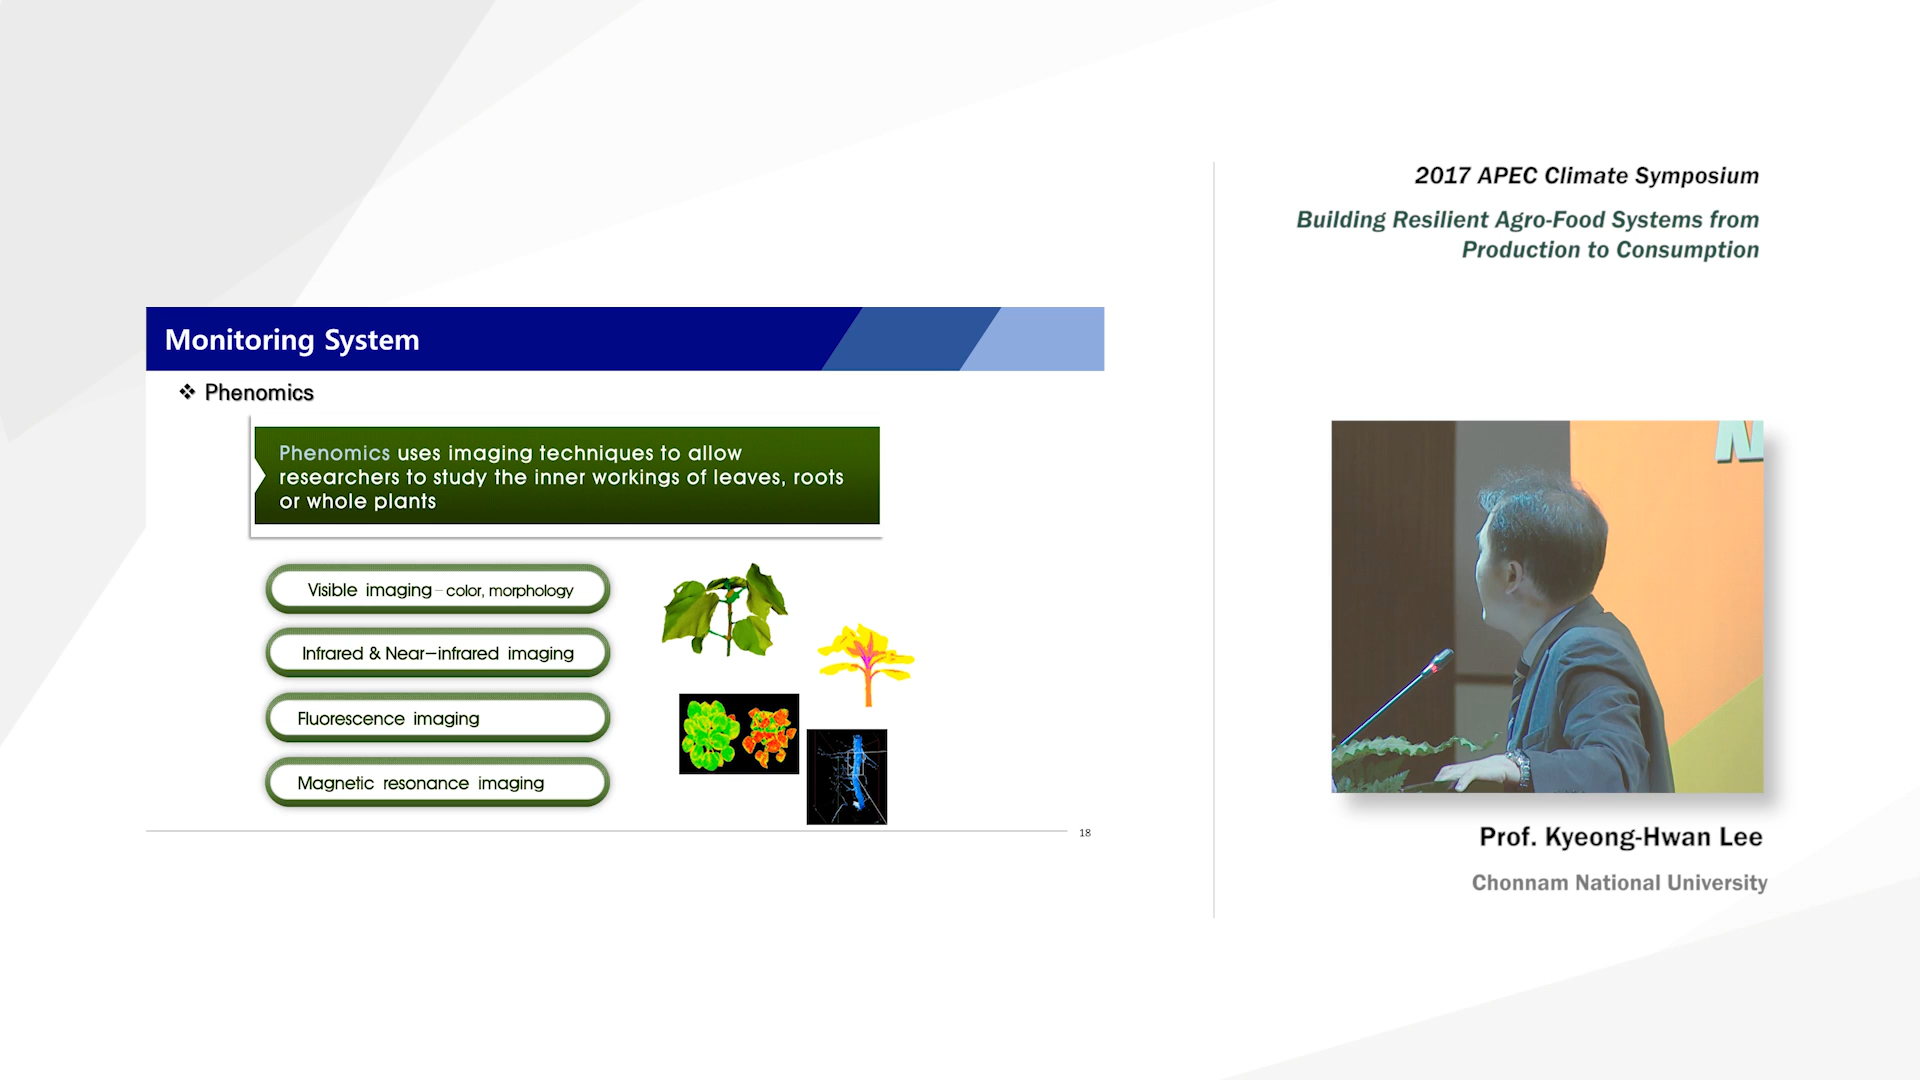 2017 APEC Climate Symposium
Building Resilient Agro-Food Systems from
Production to Consumption
Monitoring System
❖ Phenomics
Phenomics uses imaging techniques to allow
researchers to study the inner workings of leaves, roots
or whole plants
Visible imaging – color, morphology
Infrared & Near-infrared imaging
Fluorescence imaging
Magnetic resonance imaging
18
Prof. Kyeong-Hwan Lee
Chonnam National University